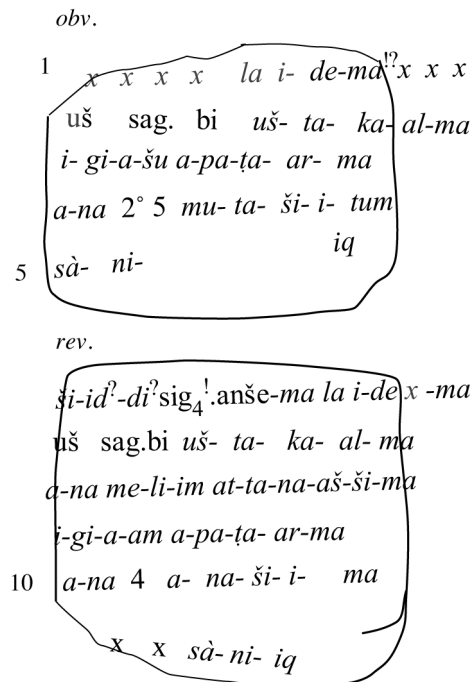 obv.
1 x x x x la i- de-ma!? x x x
uš sag. bi uš- ta- ka- al-ma
i- gi-a-šu a-pa-ṭa- ar- ma
a-na 2° 5 mu- ta- ši- i- tum
iq
5 sà- ni-
rev.
ši-id?-di? sig₄!.anše-ma la i-de x -ma
uš sag.bi uš- ta- ka- al- ma
a-na me-li-im at-ta-na-aš-ši-ma
i-gi-a-am a-pa-ṭa- ar-ma
10 a-na 4 a- na- ši- i- ma
x x sà- ni- iq